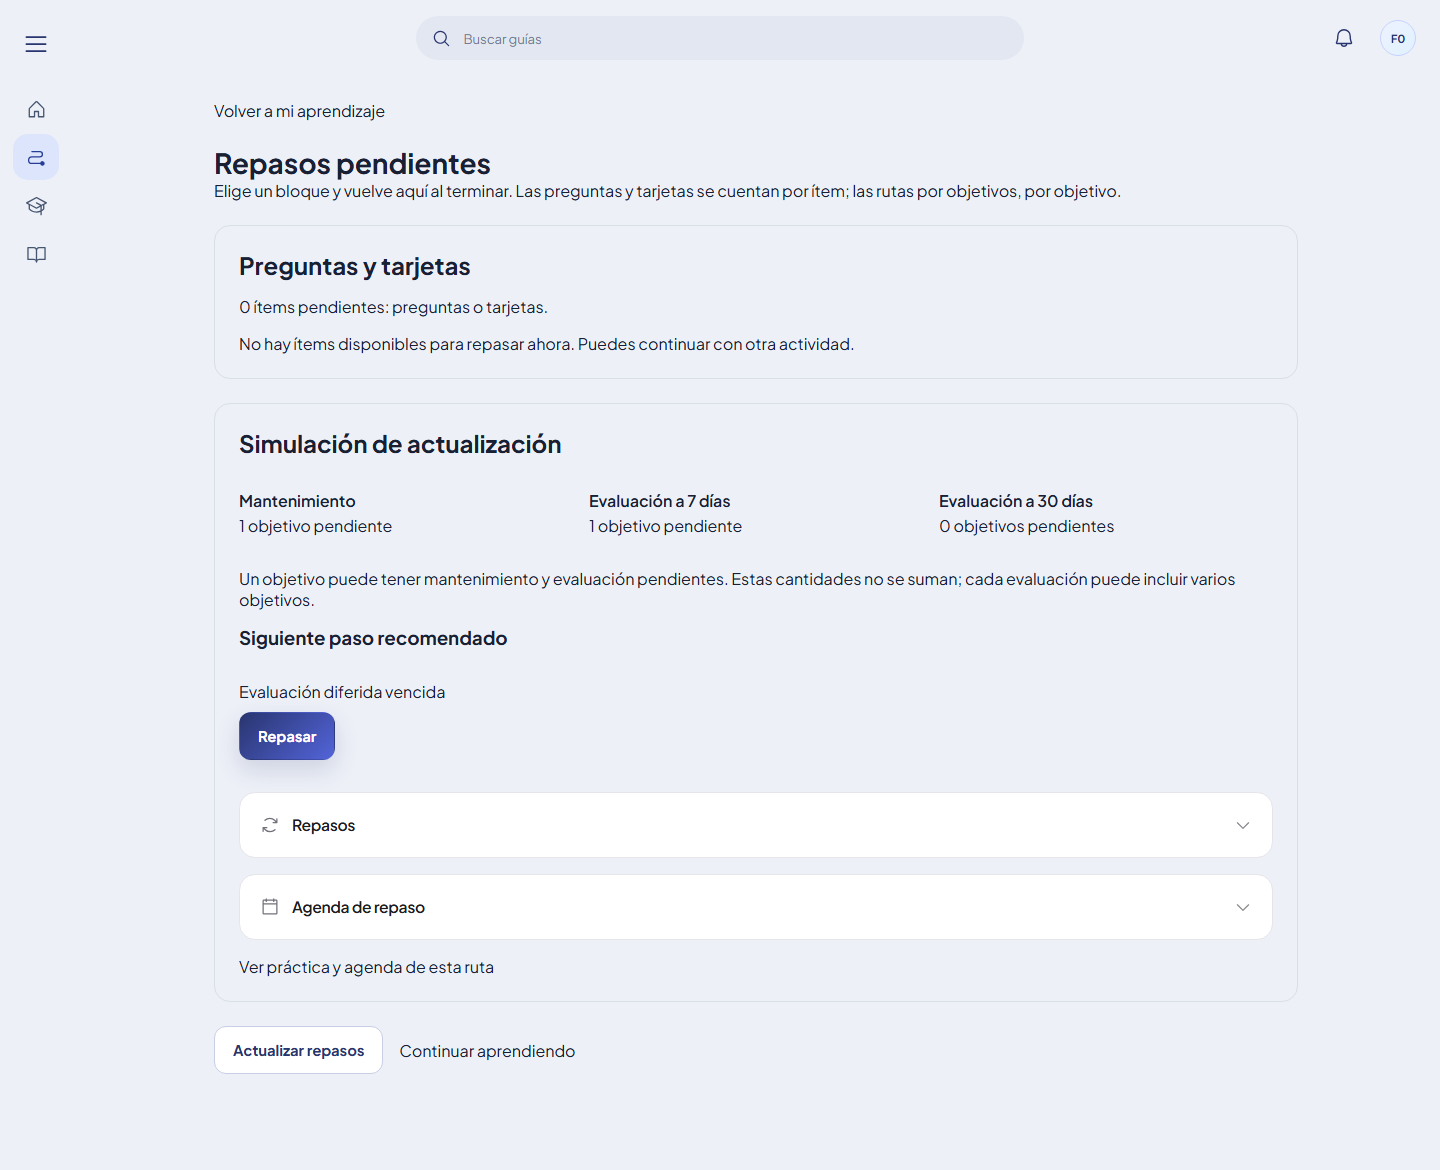 Buscar guías
F0
Volver a mi aprendizaje
Repasos pendientes
Elige un bloque y vuelve aquí al terminar. Las preguntas y tarjetas se cuentan por ítem; las rutas por objetivos, por objetivo.
Preguntas y tarjetas
0 ítems pendientes: preguntas o tarjetas.
No hay ítems disponibles para repasar ahora. Puedes continuar con otra actividad.
Simulación de actualización
Mantenimiento
1 objetivo pendiente
Evaluación a 7 días
1 objetivo pendiente
Evaluación a 30 días
0 objetivos pendientes
Un objetivo puede tener mantenimiento y evaluación pendientes. Estas cantidades no se suman; cada evaluación puede incluir varios
objetivos.
Siguiente paso recomendado
Evaluación diferida vencida
Repasar
Repasos
Agenda de repaso
Ver práctica y agenda de esta ruta
Actualizar repasos
Continuar aprendiendo